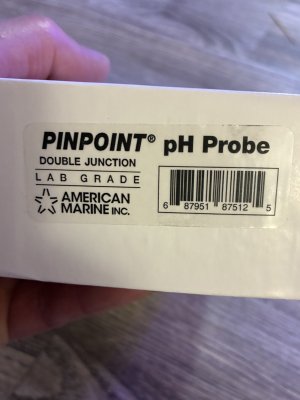 PINPOINT® pH Probe
DOUBLE JUNCTION
LAB GRADE
AMERICAN
MARINE INC.
6 87951 87512 5